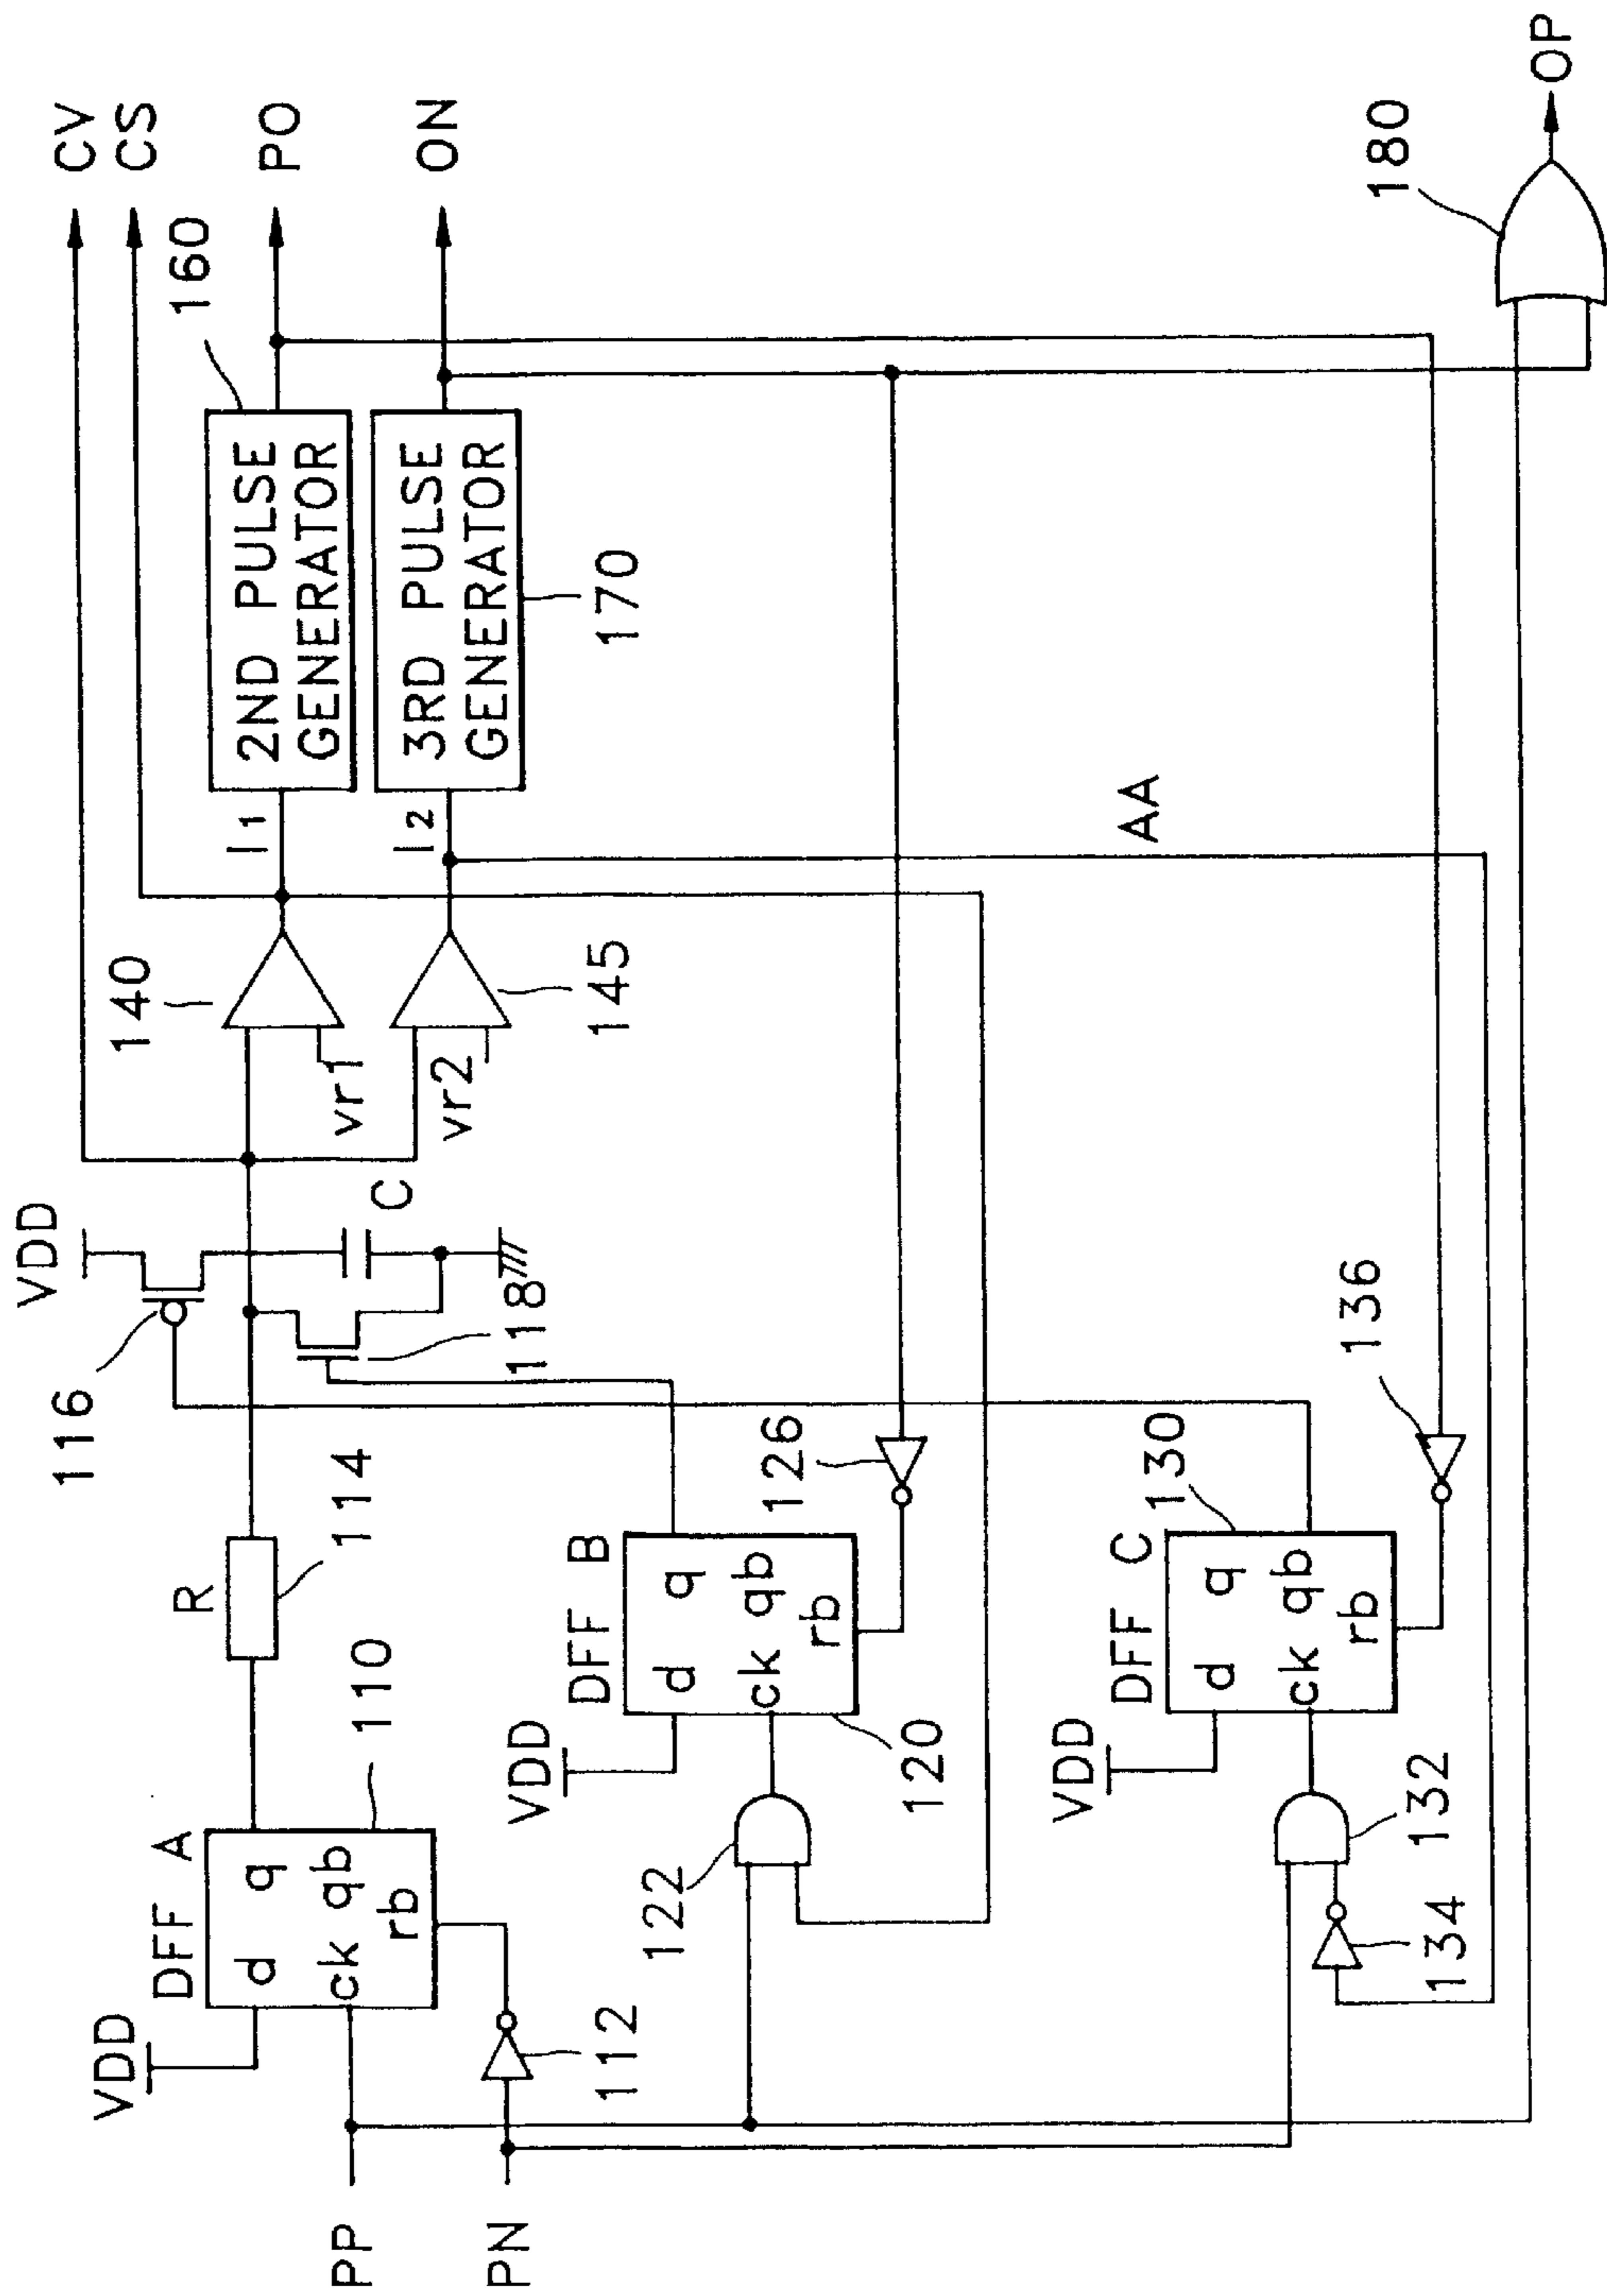 CV
CS
PO
ON
VDD
116
140
160
2ND PULSE
GENERATOR
I1
vr1
R
114
C
118
vr2
145
I2
3RD PULSE
GENERATOR
170
VDD
DFF A
d q
ck qb
rb
110
112
PP
PN
VDD
DFF B
d q
ck qb
rb
120
122
126
AA
VDD
DFF C
130
d q
ck qb
rb
132
134
136
180
OP